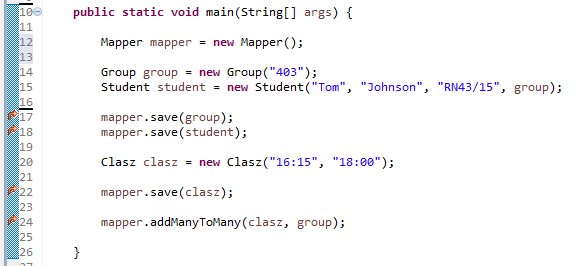 10 public static void main(String[] args) {
11
12 Mapper mapper = new Mapper();
13
14 Group group = new Group("403");
15 Student student = new Student("Tom", "Johnson", "RN43/15", group);
16
17 mapper.save(group);
18 mapper.save(student);
19
20 Clasz clasz = new Clasz("16:15", "18:00");
21
22 mapper.save(clasz);
23
24 mapper.addManyToMany(clasz, group);
25
26 }
27